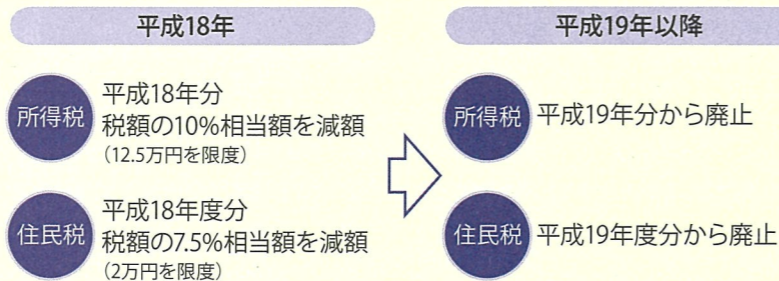 平成18年
所得税
平成18年分
税額の10%相当額を減額
（12.5万円を限度）
住民税
平成18年度分
税額の7.5%相当額を減額
（2万円を限度）
平成19年以降
所得税
平成19年分から廃止
住民税
平成19年度分から廃止